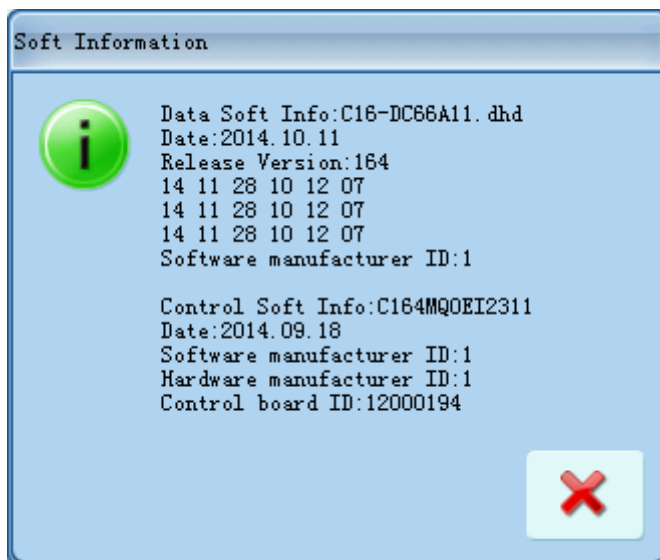 Soft Information
Data Soft Info:C16-DC66A11.dhd
Date:2014.10.11
Release Version:164
14 11 28 10 12 07
14 11 28 10 12 07
14 11 28 10 12 07
Software manufacturer ID:1
Control Soft Info:C164MQ0EI2311
Date:2014.09.18
Software manufacturer ID:1
Hardware manufacturer ID:1
Control board ID:12000194